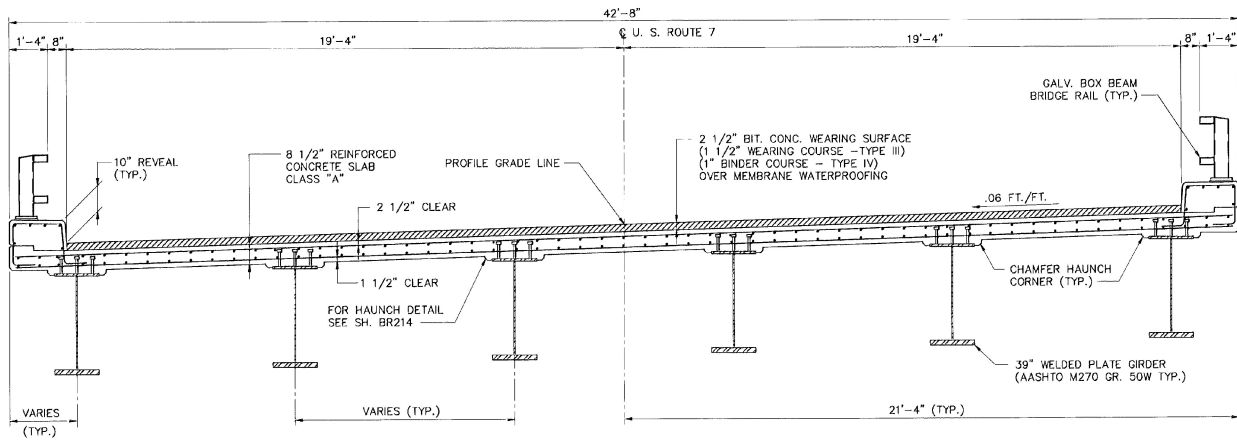 42'-8"
℄ U. S. ROUTE 7
1'-4"
8"
19'-4"
19'-4"
8"
1'-4"
GALV. BOX BEAM
BRIDGE RAIL (TYP.)
10" REVEAL
(TYP.)
8 1/2" REINFORCED
CONCRETE SLAB
CLASS "A"
PROFILE GRADE LINE
2 1/2" BIT. CONC. WEARING SURFACE
(1 1/2" WEARING COURSE -TYPE III)
(1" BINDER COURSE - TYPE IV)
OVER MEMBRANE WATERPROOFING
.06 FT./FT.
2 1/2" CLEAR
1 1/2" CLEAR
CHAMFER HAUNCH
CORNER (TYP.)
FOR HAUNCH DETAIL
SEE SH. BR214
39" WELDED PLATE GIRDER
(AASHTO M270 GR. 50W TYP.)
VARIES
(TYP.)
VARIES (TYP.)
21'-4" (TYP.)